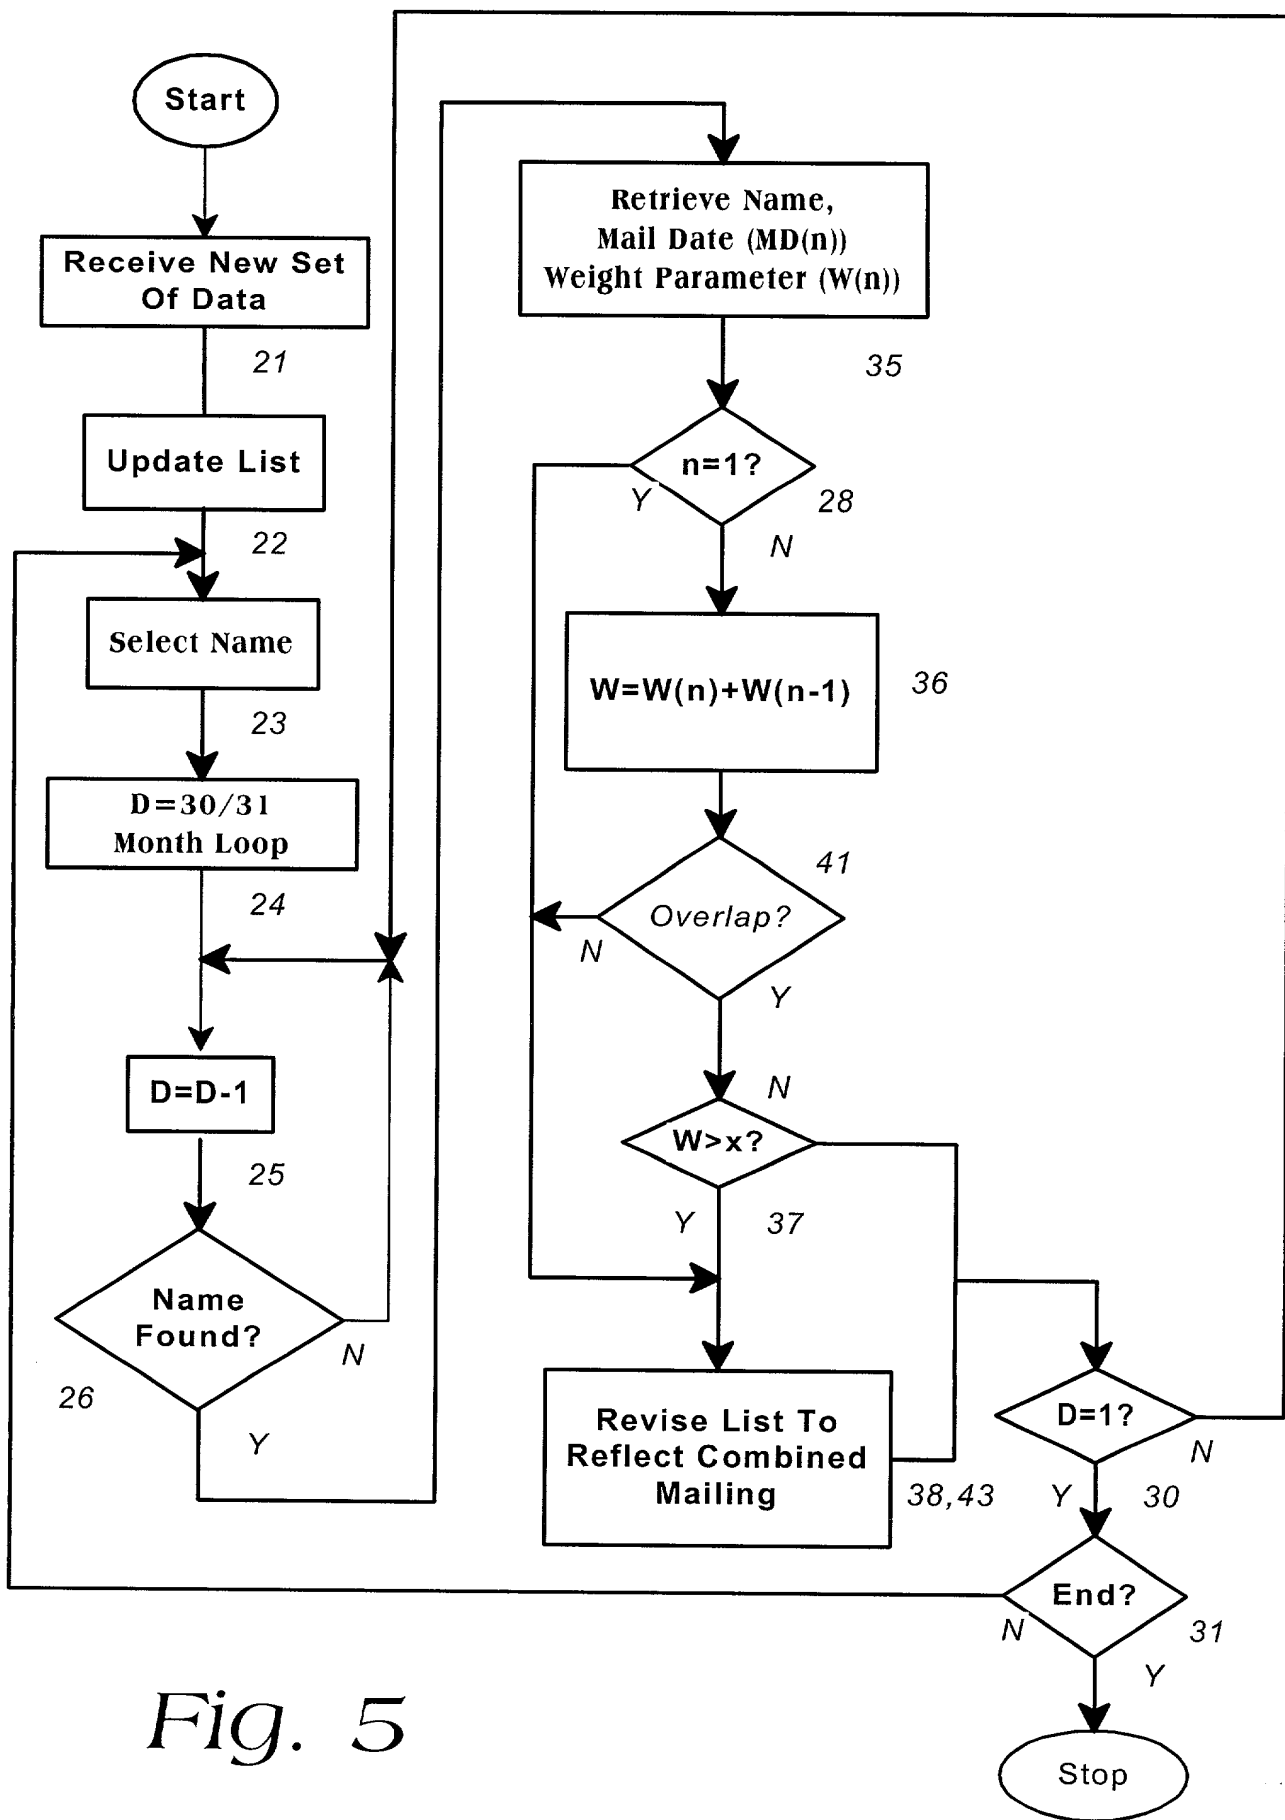 Start
Receive New Set
Of Data
21
Update List
22
Select Name
23
D=30/31
Month Loop
24
D=D-1
25
Name
Found?
N
26
Y
Retrieve Name,
Mail Date (MD(n))
Weight Parameter (W(n))
35
n=1?
Y
28
N
W=W(n)+W(n-1)
36
41
Overlap?
N
Y
N
W>x?
Y
37
Revise List To
Reflect Combined
Mailing
38,43
D=1?
N
Y
30
End?
N
31
Y
Stop
Fig. 5